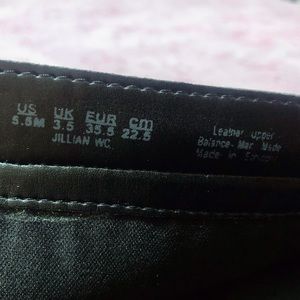 US UK EUR cm
5.5M 3.5 35.5 22.5
JILLIAN WC.
Leather Upper
Balance- Man Made
Made in